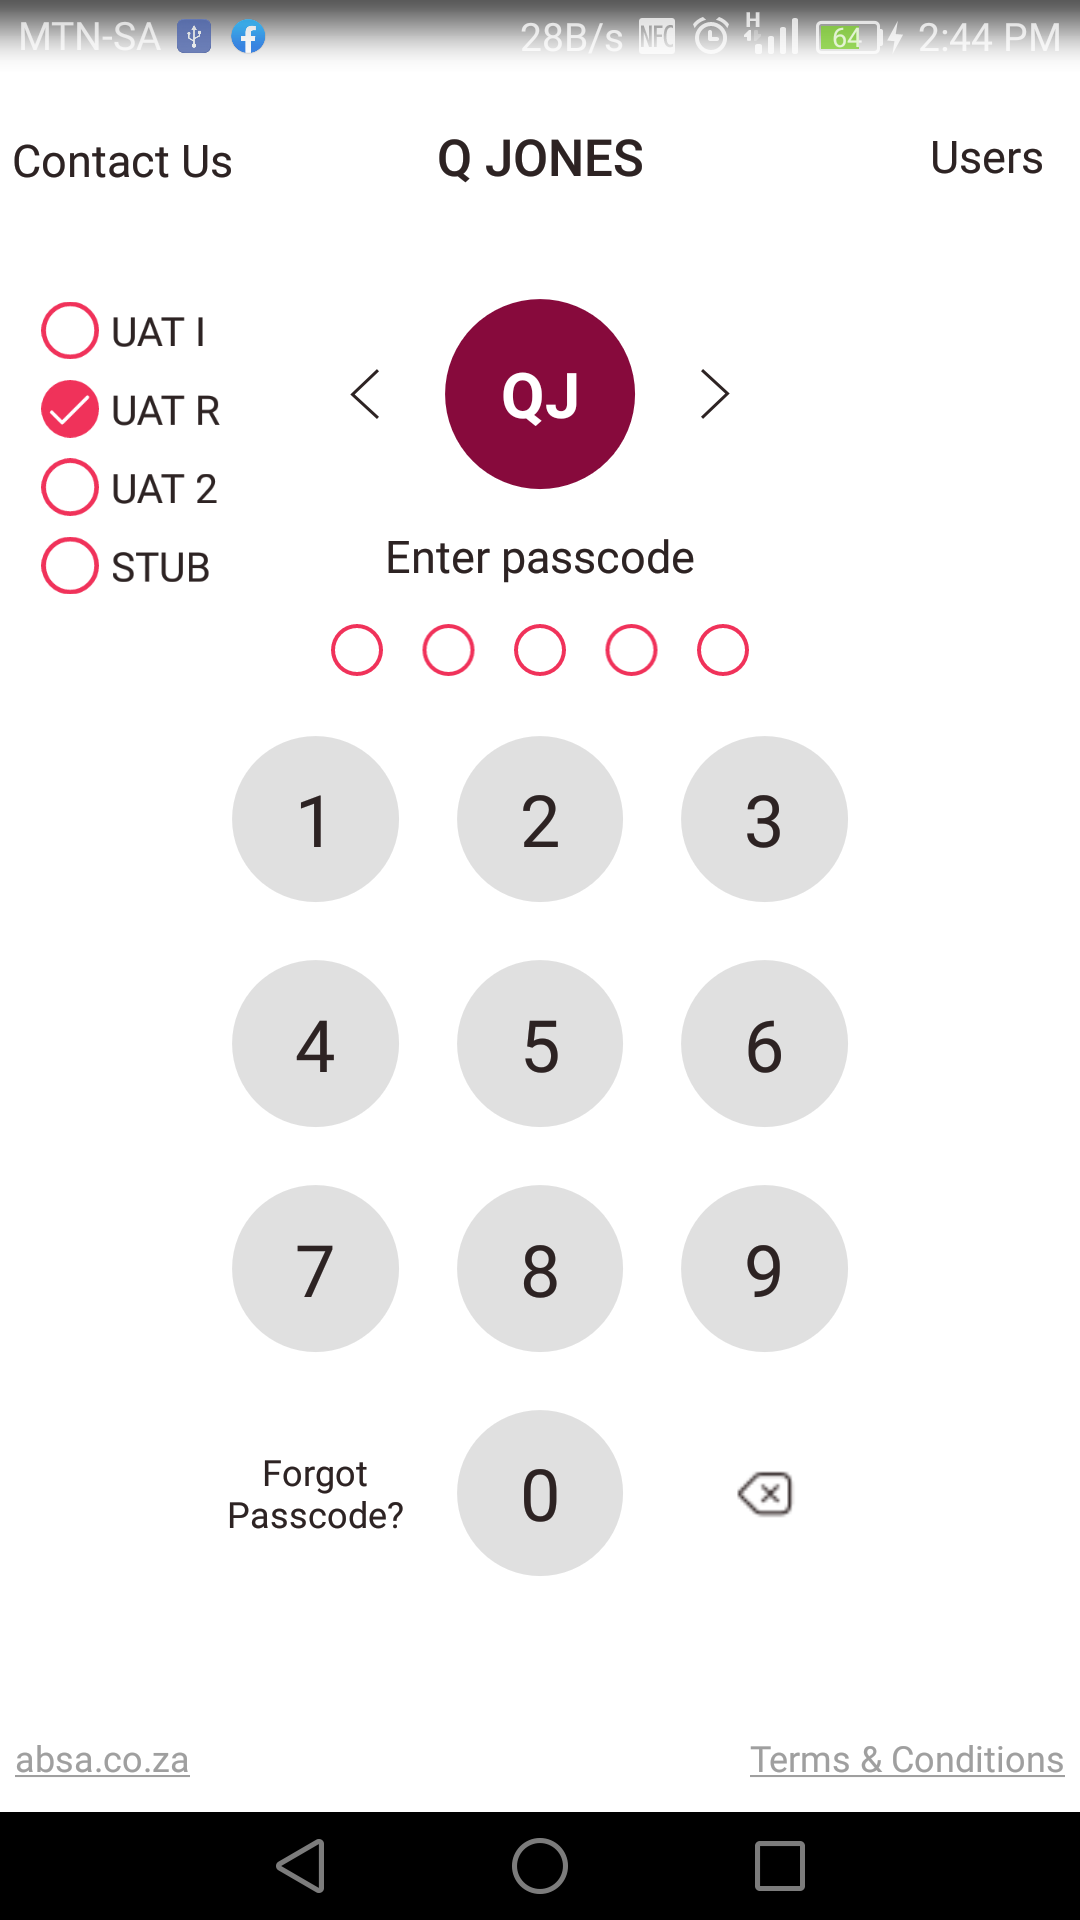 MTN-SA 28B/s NFC H 64 2:44 PM
Contact Us Q JONES Users
UAT I
UAT R
UAT 2
STUB
QJ
Enter passcode
1 2 3
4 5 6
7 8 9
Forgot
Passcode?
0
absa.co.za Terms & Conditions